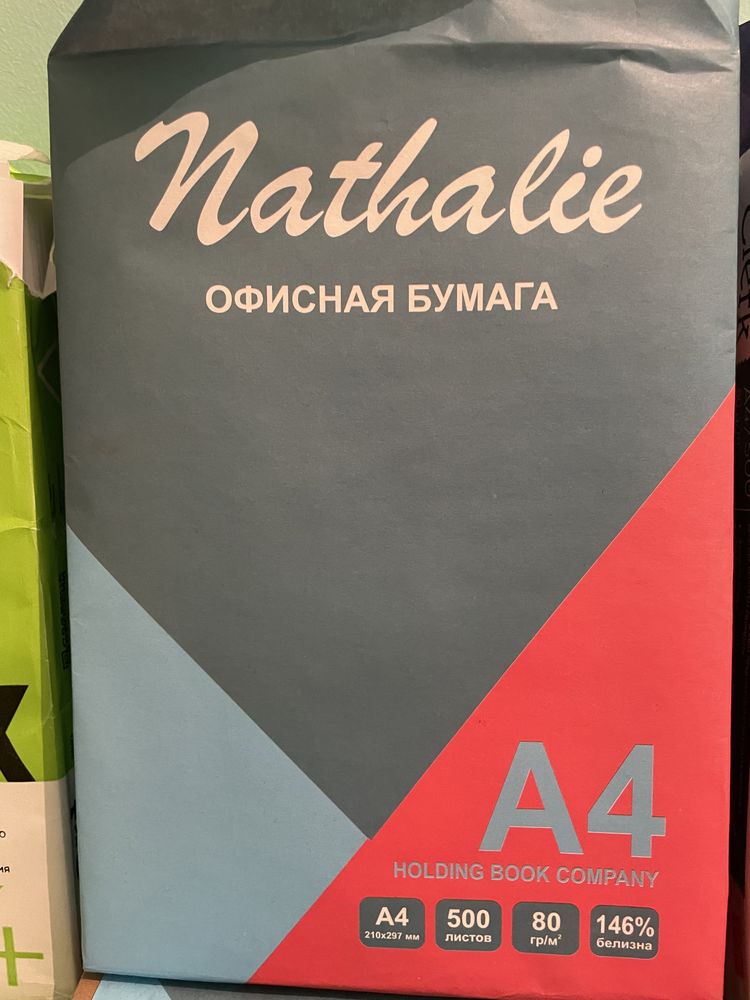 Nathalie
ОФИСНАЯ БУМАГА
A4
HOLDING BOOK COMPANY
A4
210x297 мм
500
листов
80
гр/м²
146%
белизна